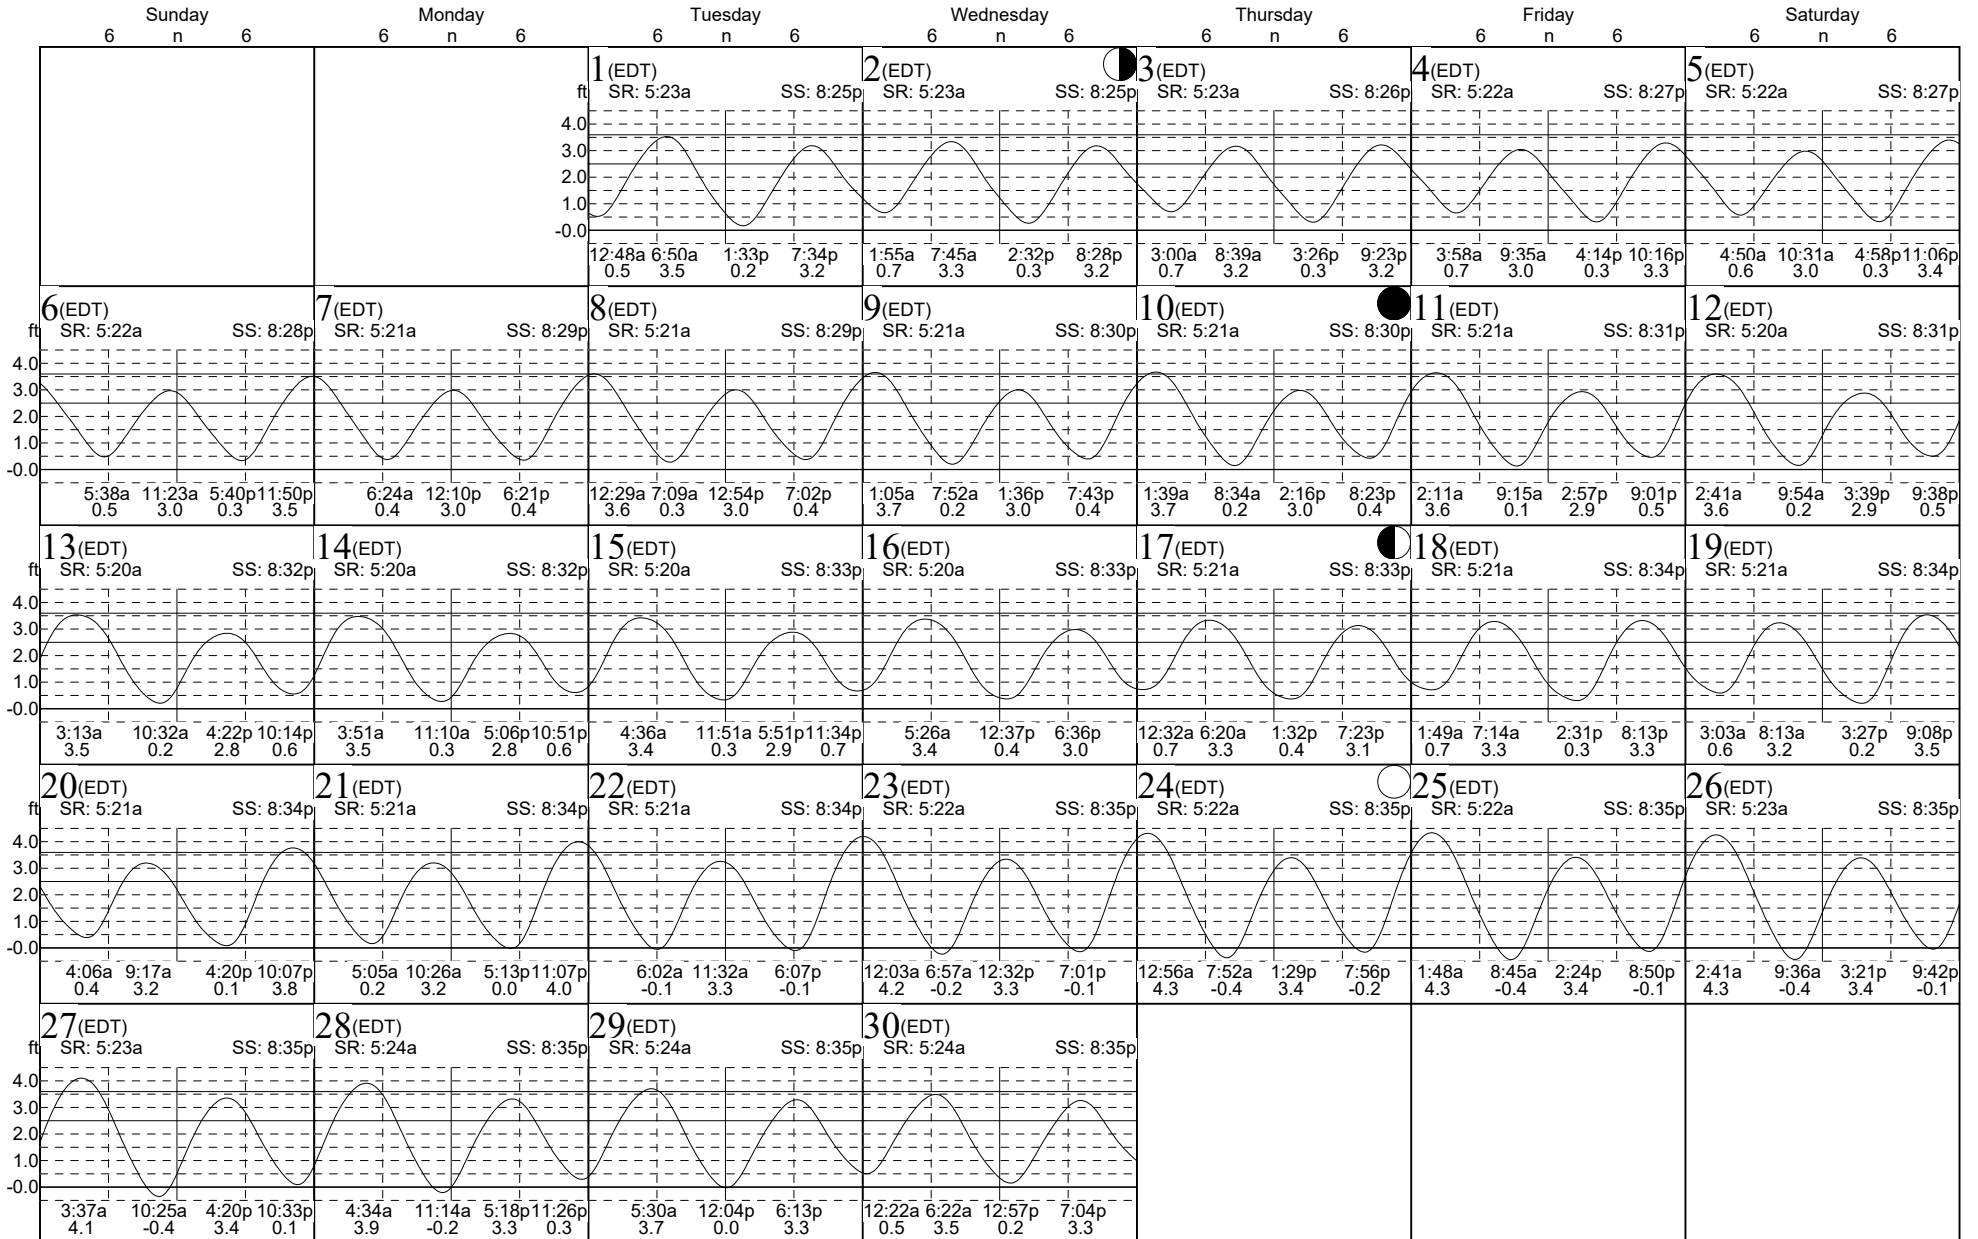 Sunday Monday Tuesday Wednesday Thursday Friday Saturday
6 n 6 6 n 6 6 n 6 6 n 6 6 n 6 6 n 6 6 n 6
1(EDT) 2(EDT) 3(EDT) 4(EDT) 5(EDT)
ft SR: 5:23a SS: 8:25p SR: 5:23a SS: 8:25p SR: 5:23a SS: 8:26p SR: 5:22a SS: 8:27p SR: 5:22a SS: 8:27p
4.0
3.0
2.0
1.0
-0.0
12:48a 6:50a 1:33p 7:34p 1:55a 7:45a 2:32p 8:28p 3:00a 8:39a 3:26p 9:23p 3:58a 9:35a 4:14p 10:16p 4:50a 10:31a 4:58p 11:06p
0.5 3.5 0.2 3.2 0.7 3.3 0.3 3.2 0.7 3.2 0.3 3.2 0.7 3.0 0.3 3.3 0.6 3.0 0.3 3.4
6(EDT) 7(EDT) 8(EDT) 9(EDT) 10(EDT) 11(EDT) 12(EDT)
ft SR: 5:22a SS: 8:28p SR: 5:21a SS: 8:29p SR: 5:21a SS: 8:29p SR: 5:21a SS: 8:30p SR: 5:21a SS: 8:30p SR: 5:21a SS: 8:31p SR: 5:20a SS: 8:31p
4.0
3.0
2.0
1.0
-0.0
5:38a 11:23a 5:40p 11:50p 6:24a 12:10p 6:21p 12:29a 7:09a 12:54p 7:02p 1:05a 7:52a 1:36p 7:43p 1:39a 8:34a 2:16p 8:23p 2:11a 9:15a 2:57p 9:01p 2:41a 9:54a 3:39p 9:38p
0.5 3.0 0.3 3.5 0.4 3.0 0.4 3.6 0.3 3.0 0.4 3.7 0.2 3.0 0.4 3.7 0.2 3.0 0.4 3.6 0.1 2.9 0.5 3.6 0.2 2.9 0.5
13(EDT) 14(EDT) 15(EDT) 16(EDT) 17(EDT) 18(EDT) 19(EDT)
ft SR: 5:20a SS: 8:32p SR: 5:20a SS: 8:32p SR: 5:20a SS: 8:33p SR: 5:20a SS: 8:33p SR: 5:21a SS: 8:33p SR: 5:21a SS: 8:34p SR: 5:21a SS: 8:34p
4.0
3.0
2.0
1.0
-0.0
3:13a 10:32a 4:22p 10:14p 3:51a 11:10a 5:06p 10:51p 4:36a 11:51a 5:51p 11:34p 5:26a 12:37p 6:36p 12:32a 6:20a 1:32p 7:23p 1:49a 7:14a 2:31p 8:13p 3:03a 8:13a 3:27p 9:08p
3.5 0.2 2.8 0.6 3.5 0.3 2.8 0.6 3.4 0.3 2.9 0.7 3.4 0.4 3.0 0.7 3.3 0.4 3.1 0.7 3.3 0.3 3.3 0.6 3.2 0.2 3.5
20(EDT) 21(EDT) 22(EDT) 23(EDT) 24(EDT) 25(EDT) 26(EDT)
ft SR: 5:21a SS: 8:34p SR: 5:21a SS: 8:34p SR: 5:21a SS: 8:34p SR: 5:22a SS: 8:35p SR: 5:22a SS: 8:35p SR: 5:22a SS: 8:35p SR: 5:23a SS: 8:35p
4.0
3.0
2.0
1.0
-0.0
4:06a 9:17a 4:20p 10:07p 5:05a 10:26a 5:13p 11:07p 6:02a 11:32a 6:07p 12:03a 6:57a 12:32p 7:01p 12:56a 7:52a 1:29p 7:56p 1:48a 8:45a 2:24p 8:50p 2:41a 9:36a 3:21p 9:42p
0.4 3.2 0.1 3.8 0.2 3.2 0.0 4.0 -0.1 3.3 -0.1 4.2 -0.2 3.3 -0.1 4.3 -0.4 3.4 -0.2 4.3 -0.4 3.4 -0.1 4.3 -0.4 3.4 -0.1
27(EDT) 28(EDT) 29(EDT) 30(EDT)
ft SR: 5:23a SS: 8:35p SR: 5:24a SS: 8:35p SR: 5:24a SS: 8:35p SR: 5:24a SS: 8:35p
4.0
3.0
2.0
1.0
-0.0
3:37a 10:25a 4:20p 10:33p 4:34a 11:14a 5:18p 11:26p 5:30a 12:04p 6:13p 12:22a 6:22a 12:57p 7:04p
4.1 -0.4 3.4 0.1 3.9 -0.2 3.3 0.3 3.7 0.0 3.3 0.5 3.5 0.2 3.3